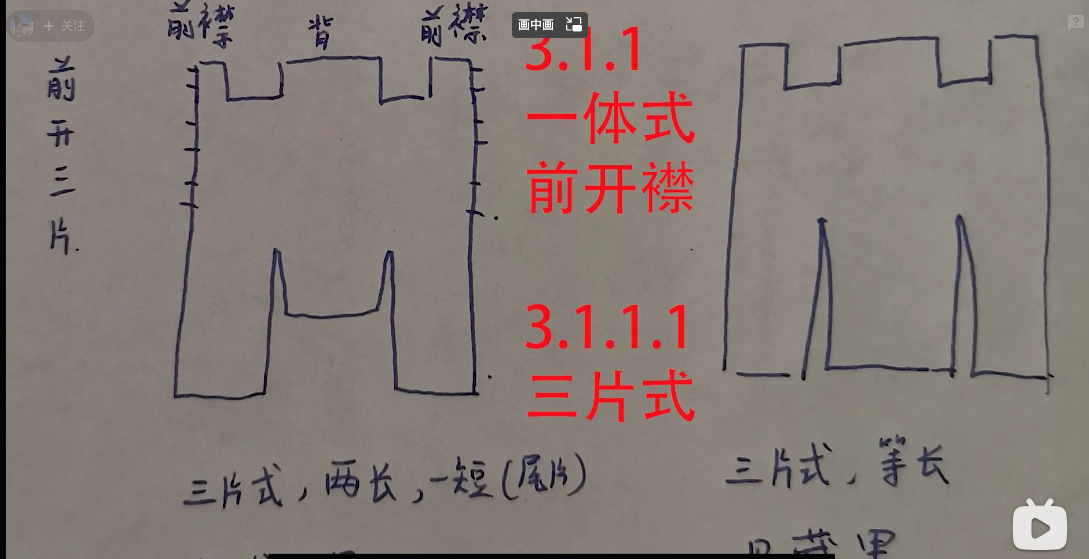 + 关注
画中画
?
前襟
背
前襟
前开三片.
3.1.1
一体式
前开襟
3.1.1.1
三片式
三片式，两长，一短(尾片)
三片式，等长